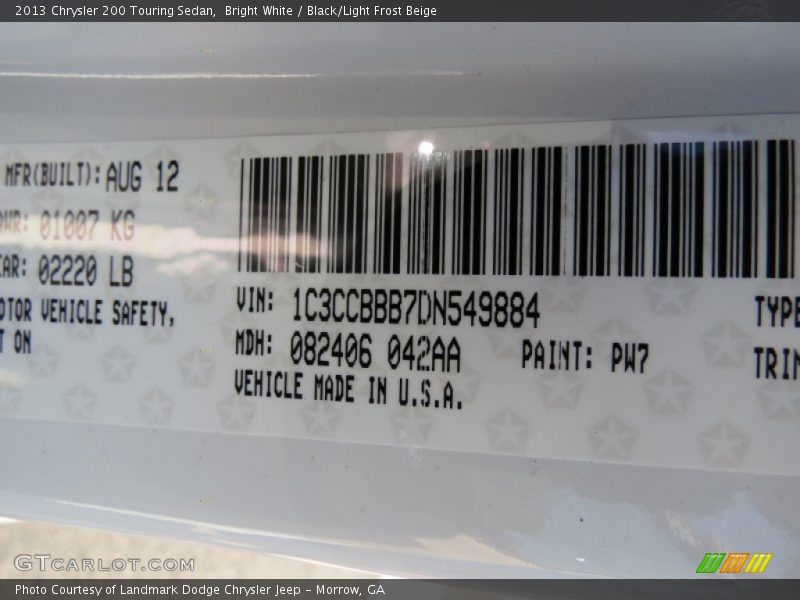 2013 Chrysler 200 Touring Sedan, Bright White / Black/Light Frost Beige
MFR(BUILT): AUG 12
01007 KG
02220 LB
VEHICLE SAFETY,
ON
VIN: 1C3CCBBB7DN549884
MDH: 082406 042AA
PAINT: PW7
VEHICLE MADE IN U.S.A.
TYPE
TRIM
GTCARLOT.COM
Photo Courtesy of Landmark Dodge Chrysler Jeep - Morrow, GA